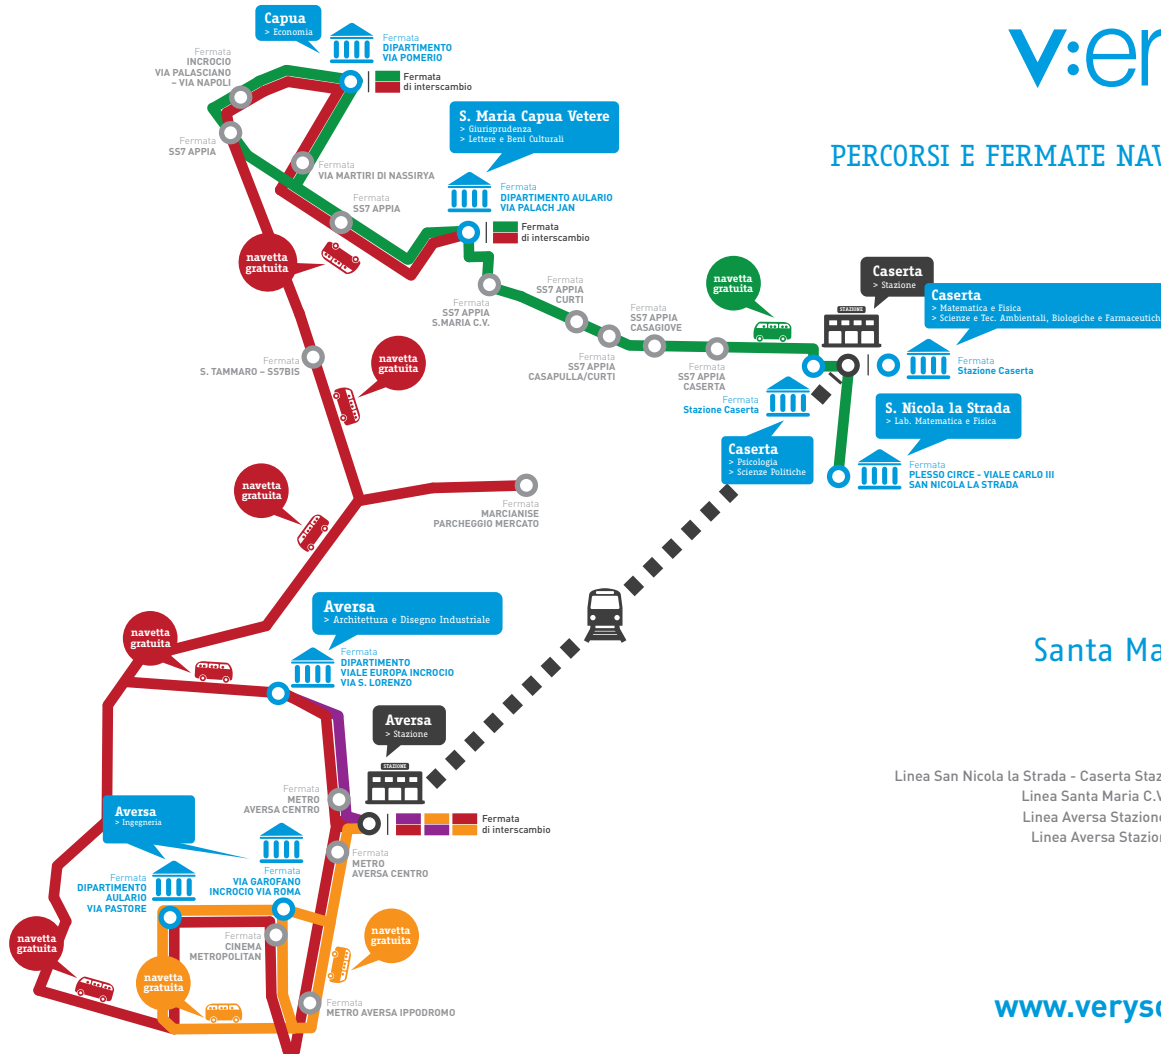 Capua
> Economia
Fermata
DIPARTIMENTO
VIA POMERIO
Fermata
di interscambio
Fermata
INCROCIO
VIA PALASCIANO
– VIA NAPOLI
Fermata
SS7 APPIA
Fermata
VIA MARTIRI DI NASSIRYA
Fermata
SS7 APPIA
S. Maria Capua Vetere
> Giurisprudenza
> Lettere e Beni Culturali
Fermata
DIPARTIMENTO AULARIO
VIA PALACH JAN
Fermata
di interscambio
v:er
PERCORSI E FERMATE NAV
navetta
gratuita
Fermata
SS7 APPIA
S.MARIA C.V.
Fermata
SS7 APPIA
CURTI
Fermata
SS7 APPIA
CASAPULLA/CURTI
Fermata
SS7 APPIA
CASAGIOVE
Fermata
SS7 APPIA
CASERTA
navetta
gratuita
Caserta
> Stazione
STAZIONE
Caserta
> Matematica e Fisica
> Scienze e Tec. Ambientali, Biologiche e Farmaceutich
Fermata
Stazione Caserta
Fermata
Stazione Caserta
S. Nicola la Strada
> Lab. Matematica e Fisica
Caserta
> Psicologia
> Scienze Politiche
Fermata
PLESSO CIRCE - VIALE CARLO III
SAN NICOLA LA STRADA
Fermata
S. TAMMARO – SS7BIS
navetta
gratuita
navetta
gratuita
Fermata
MARCIANISE
PARCHEGGIO MERCATO
Aversa
> Architettura e Disegno Industriale
navetta
gratuita
Fermata
DIPARTIMENTO
VIALE EUROPA INCROCIO
VIA S. LORENZO
Santa Ma
Aversa
> Stazione
STAZIONE
Fermata
METRO
AVERSA CENTRO
Fermata
di interscambio
Linea San Nicola la Strada - Caserta Staz
Linea Santa Maria C.V
Linea Aversa Stazione
Linea Aversa Stazion
Aversa
> Ingegneria
Fermata
METRO
AVERSA CENTRO
Fermata
DIPARTIMENTO
AULARIO
VIA PASTORE
Fermata
VIA GAROFANO
INCROCIO VIA ROMA
navetta
gratuita
Fermata
CINEMA
METROPOLITAN
navetta
gratuita
navetta
gratuita
Fermata
METRO AVERSA IPPODROMO
www.veryso